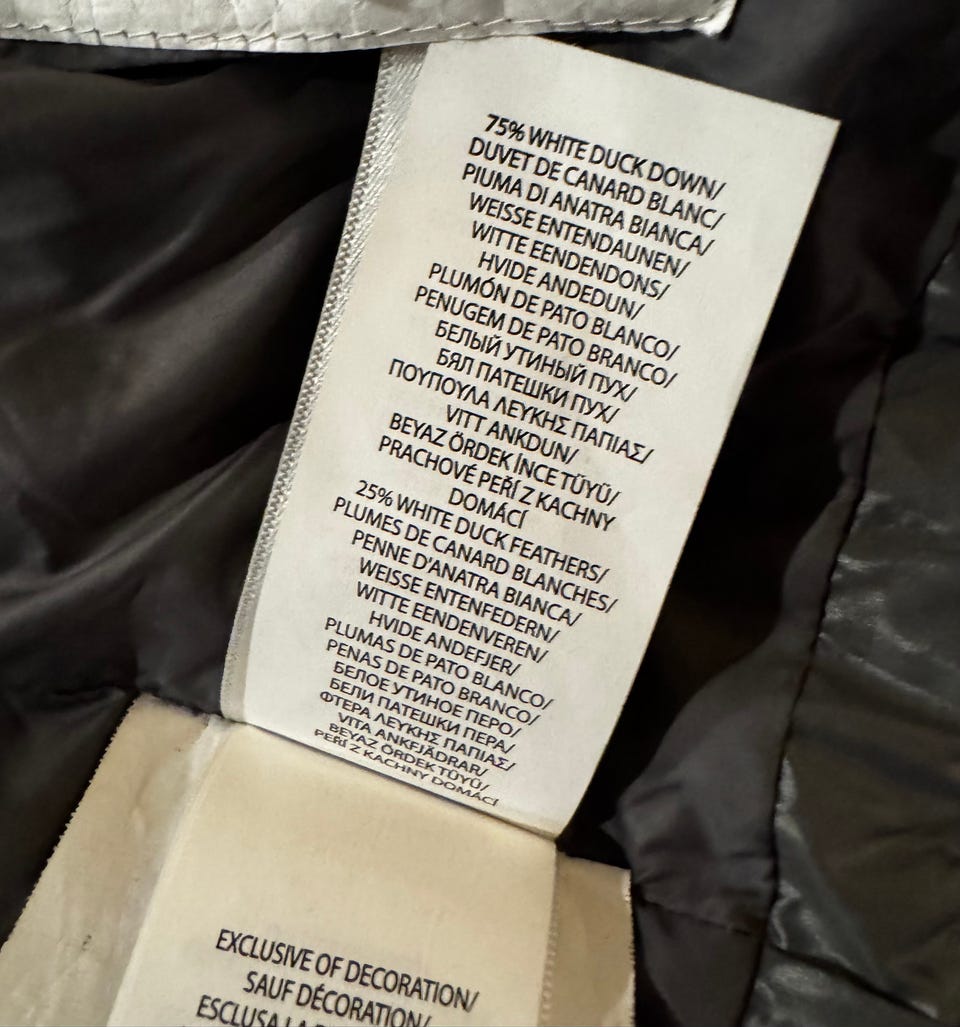 75% WHITE DUCK DOWN/
DUVET DE CANARD BLANC/
PIUMA DI ANATRA BIANCA/
WEISSE ENTENDAUNEN/
WITTE EENDENDONS/
HVIDE ANDEDUN/
PLUMÓN DE PATO BLANCO/
PENUGEM DE PATO BRANCO/
БЕЛЫЙ УТИНЫЙ ПУХ/
БЯЛ ПАТЕШКИ ПУХ/
ΠΟΥΠΟΥΛΑ ΛΕΥΚΗΣ ΠΑΠΙΑΣ/
VITT ANKDUN/
BEYAZ ÖRDEK İNCE TÜYÜ/
PRACHOVÉ PEŘÍ Z KACHNY
DOMÁCÍ
25% WHITE DUCK FEATHERS/
PLUMES DE CANARD BLANCHES/
PENNE D'ANATRA BIANCA/
WEISSE ENTENFEDERN/
WITTE EENDENVEREN/
HVIDE ANDEFJER/
PLUMAS DE PATO BLANCO/
PENAS DE PATO BRANCO/
БЕЛОЕ УТИНОЕ ПЕРО/
БЕЛИ ПАТЕШКИ ПЕРА/
ΦΤΕΡΑ ΛΕΥΚΗΣ ΠΑΠΙΑΣ/
VITA ANKFJÄDRAR/
BEYAZ ÖRDEK TÜYÜ/
PEŘÍ Z KACHNY DOMÁCÍ
EXCLUSIVE OF DECORATION/
SAUF DÉCORATION/
ESCLUSA LA